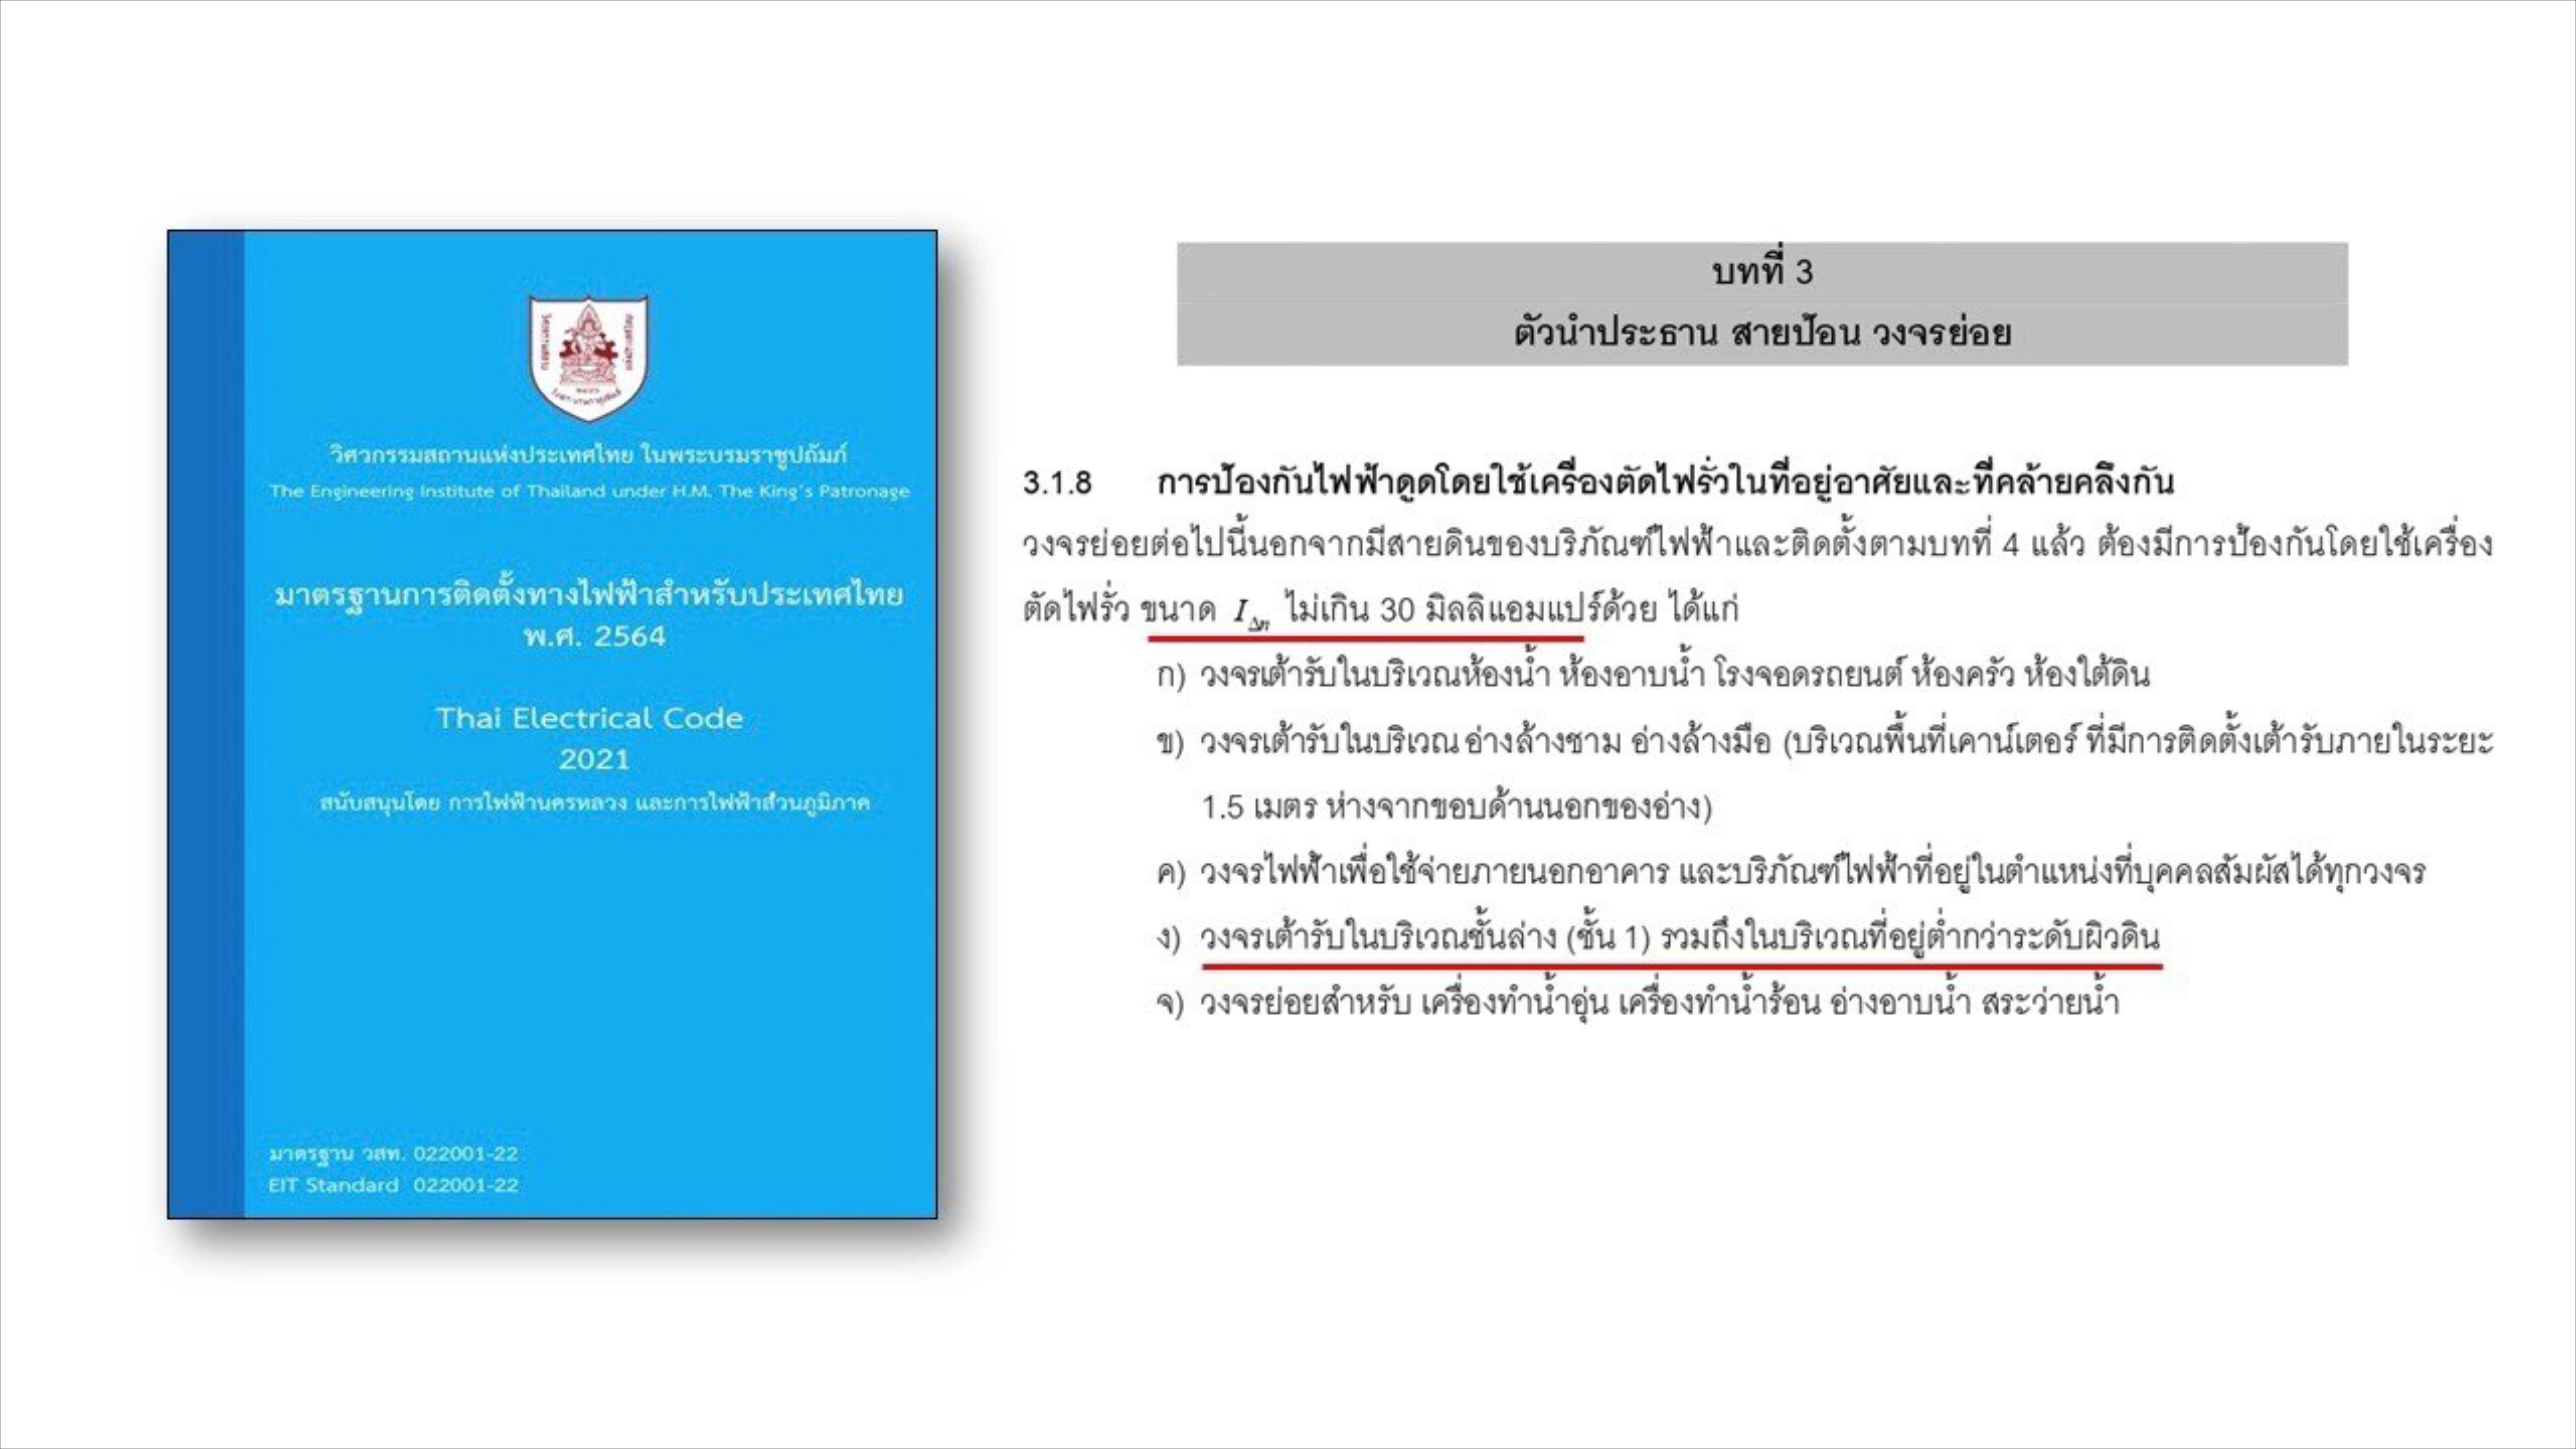 วิศวกรรมสถานแห่งประเทศไทย ในพระบรมราชูปถัมภ์
The Engineering Institute of Thailand under H.M. The King's Patronage
มาตรฐานการติดตั้งทางไฟฟ้าสำหรับประเทศไทย
พ.ศ. 2564
Thai Electrical Code
2021
สนับสนุนโดย การไฟฟ้านครหลวง และการไฟฟ้าส่วนภูมิภาค
มาตรฐาน วสท. 022001-22
EIT Standard 022001-22
บทที่ 3
ตัวนำประธาน สายป้อน วงจรย่อย
3.1.8 การป้องกันไฟฟ้าดูดโดยใช้เครื่องตัดไฟรั่วในที่อยู่อาศัยและที่คล้ายคลึงกัน
วงจรย่อยต่อไปนี้นอกจากมีสายดินของบริภัณฑ์ไฟฟ้าและติดตั้งตามบทที่ 4 แล้ว ต้องมีการป้องกันโดยใช้เครื่อง
ตัดไฟรั่ว ขนาด IΔn ไม่เกิน 30 มิลลิแอมแปร์ด้วย ได้แก่
ก) วงจรเต้ารับในบริเวณห้องน้ำ ห้องอาบน้ำ โรงจอดรถยนต์ ห้องครัว ห้องใต้ดิน
ข) วงจรเต้ารับในบริเวณ อ่างล้างชาม อ่างล้างมือ (บริเวณพื้นที่เคาน์เตอร์ ที่มีการติดตั้งเต้ารับภายในระยะ
1.5 เมตร ห่างจากขอบด้านนอกของอ่าง)
ค) วงจรไฟฟ้าเพื่อใช้จ่ายภายนอกอาคาร และบริภัณฑ์ไฟฟ้าที่อยู่ในตำแหน่งที่บุคคลสัมผัสได้ทุกวงจร
ง) วงจรเต้ารับในบริเวณชั้นล่าง (ชั้น 1) รวมถึงในบริเวณที่อยู่ต่ำกว่าระดับผิวดิน
จ) วงจรย่อยสำหรับ เครื่องทำน้ำอุ่น เครื่องทำน้ำร้อน อ่างอาบน้ำ สระว่ายน้ำ